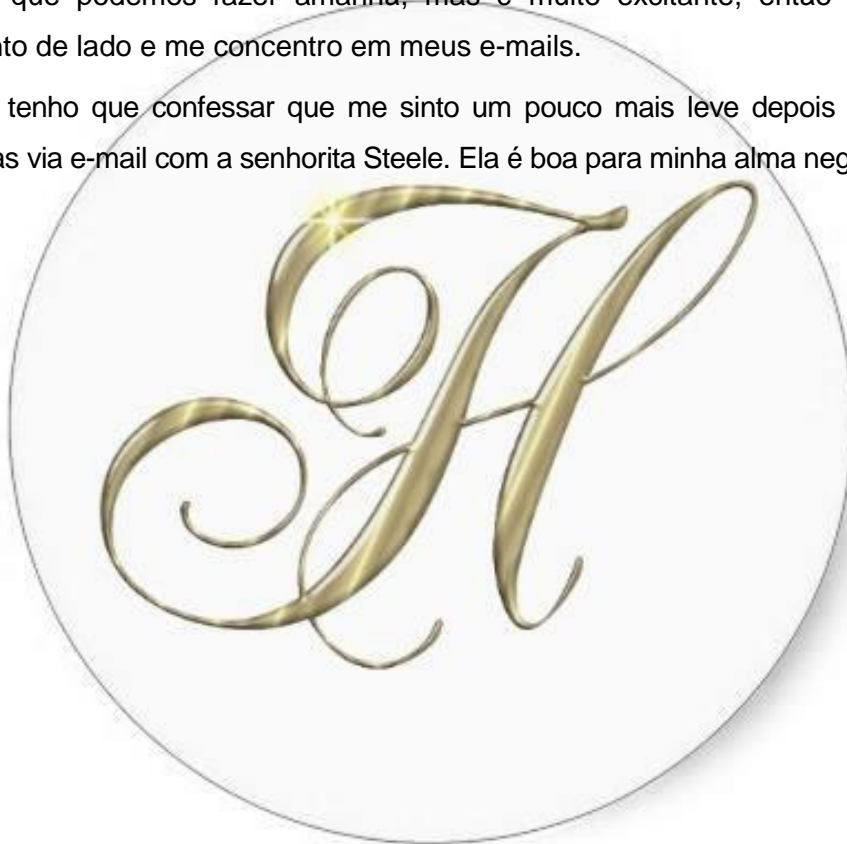 que podemos fazer amanhã, mas é muito excitante, então
nto de lado e me concentro em meus e-mails.
tenho que confessar que me sinto um pouco mais leve depois
as via e-mail com a senhorita Steele. Ela é boa para minha alma neg
H